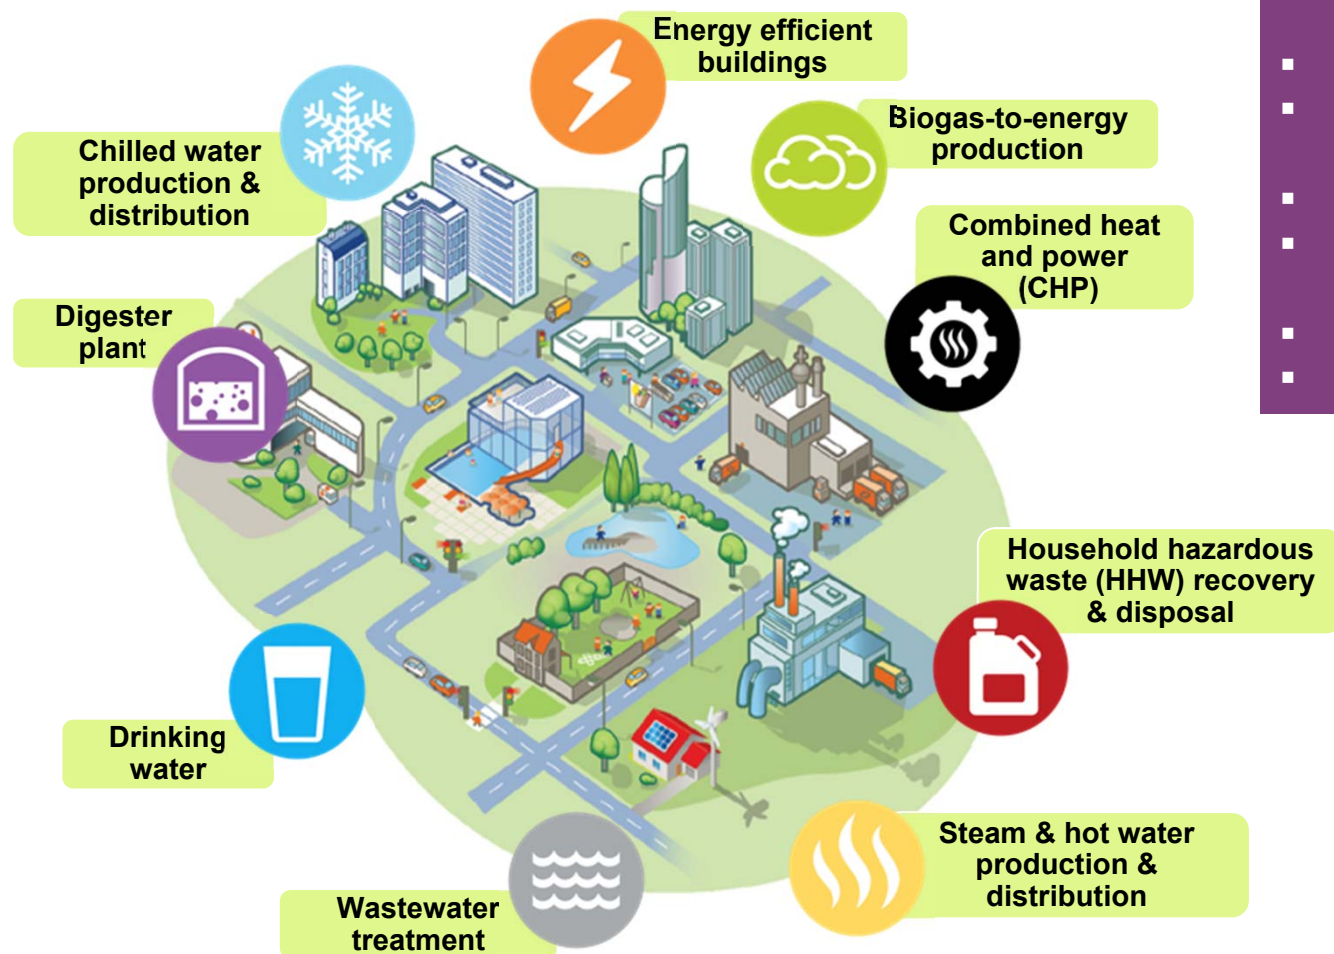 Energy efficient
buildings
Biogas-to-energy
production
Chilled water
production &
distribution
Combined heat
and power
(CHP)
Digester
plant
Household hazardous
waste (HHW) recovery
& disposal
Drinking
water
Steam & hot water
production &
distribution
Wastewater
treatment